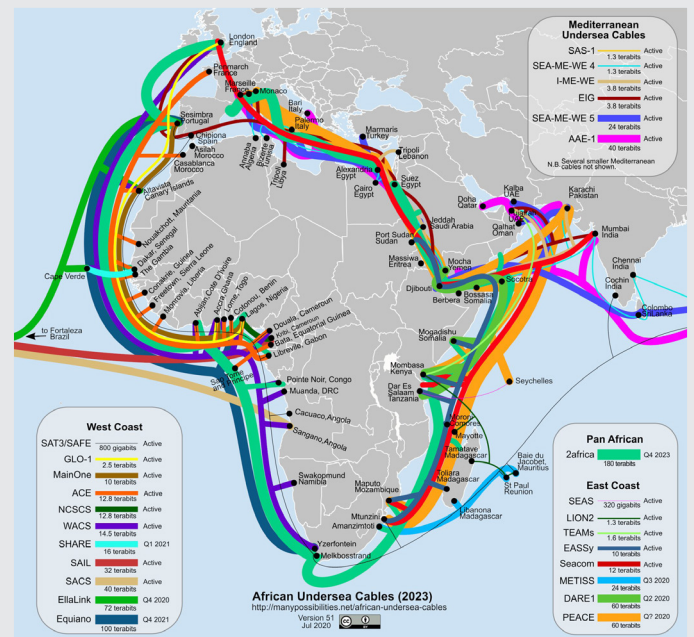 London
England
Penmarch
France
Marseille
France
Monaco
Bari
Italy
Palermo
Italy
Sesimbra
Portugal
Spain
Asilah
Morocco
Casablanca
Morocco
Annaba
Algeria
Bizerte
Tunisia
Tripoli
Libya
Marmaris
Turkey
Tripoli
Lebanon
Alexandria
Egypt
Cairo
Egypt
Suez
Egypt
Altavista
Canary Islands
Nouakchott, Mauritania
Dakar, Senegal
The Gambia
Conakrie, Guinea
Freetown, Sierra Leone
Monrovia, Liberia
Abijan, Cote D'Ivoire
Accra, Ghana
Lome, Togo
Cotonou, Benin
Lagos, Nigeria
Douala, Cameroun
Kribi, Cameroun
Bata, Equatorial Guinea
Libreville, Gabon
Sao Tome
and Principe
Cape Verde
to Fortaleza
Brazil
Pointe Noir, Congo
Muanda, DRC
Cacuaco,Angola
Sangano,Angola
Swakopmund
Namibia
Yzerfontein
Melkbosstrand
Doha
Qatar
Kalba
UAE
Fujairah
UAE
Qalhat
Oman
Karachi
Pakistan
Mumbai
India
Chennai
India
Cochin
India
Colombo
Sri Lanka
Jeddah
Saudi Arabia
Port Sudan
Sudan
Massiwa
Eritrea
Mocha
Yemen
Djibouti
Berbera
Bossasa
Somalia
Socotra
Mogadishu
Somalia
Mombasa
Kenya
Dar Es
Salaam
Tanzania
Seychelles
Moroni
Comores
Mayotte
Tamatave
Madagascar
Toliara
Madagascar
Maputo
Mozambique
Mtunzini
Amanzimtoti
Libanona
Madagascar
Baie du
Jacobet,
Mauritius
St Paul
Reunion
Mediterranean
Undersea Cables
SAS-1 Active
1.3 terabits
SEA-ME-WE 4 Active
1.3 terabits
I-ME-WE Active
3.8 terabits
EIG Active
3.8 terabits
SEA-ME-WE 5 Active
24 terabits
AAE-1 Active
40 terabits
N.B. Several smaller Mediterranean
cables not shown.
West Coast
SAT3/SAFE Active
800 gigabits
GLO-1 Active
2.5 terabits
MainOne Active
10 terabits
ACE Active
12.8 terabits
NCSCS Active
12.8 terabits
WACS Active
14.5 terabits
SHARE Q1 2021
16 terabits
SAIL Active
32 terabits
SACS Active
40 terabits
EllaLink Q4 2020
72 terabits
Equiano Q4 2021
100 terabits
Pan African
2africa Q4 2023
180 terabits
East Coast
SEAS Active
320 gigabits
LION2 Active
1.3 terabits
TEAMs Active
1.6 terabits
EASSy Active
10 terabits
Seacom Active
12 terabits
METISS Q3 2020
24 terabits
DARE1 Q2 2020
60 terabits
PEACE Q? 2020
60 terabits
African Undersea Cables (2023)
http://manypossibilities.net/african-undersea-cables
Version 51
Jul 2020
cc
BY